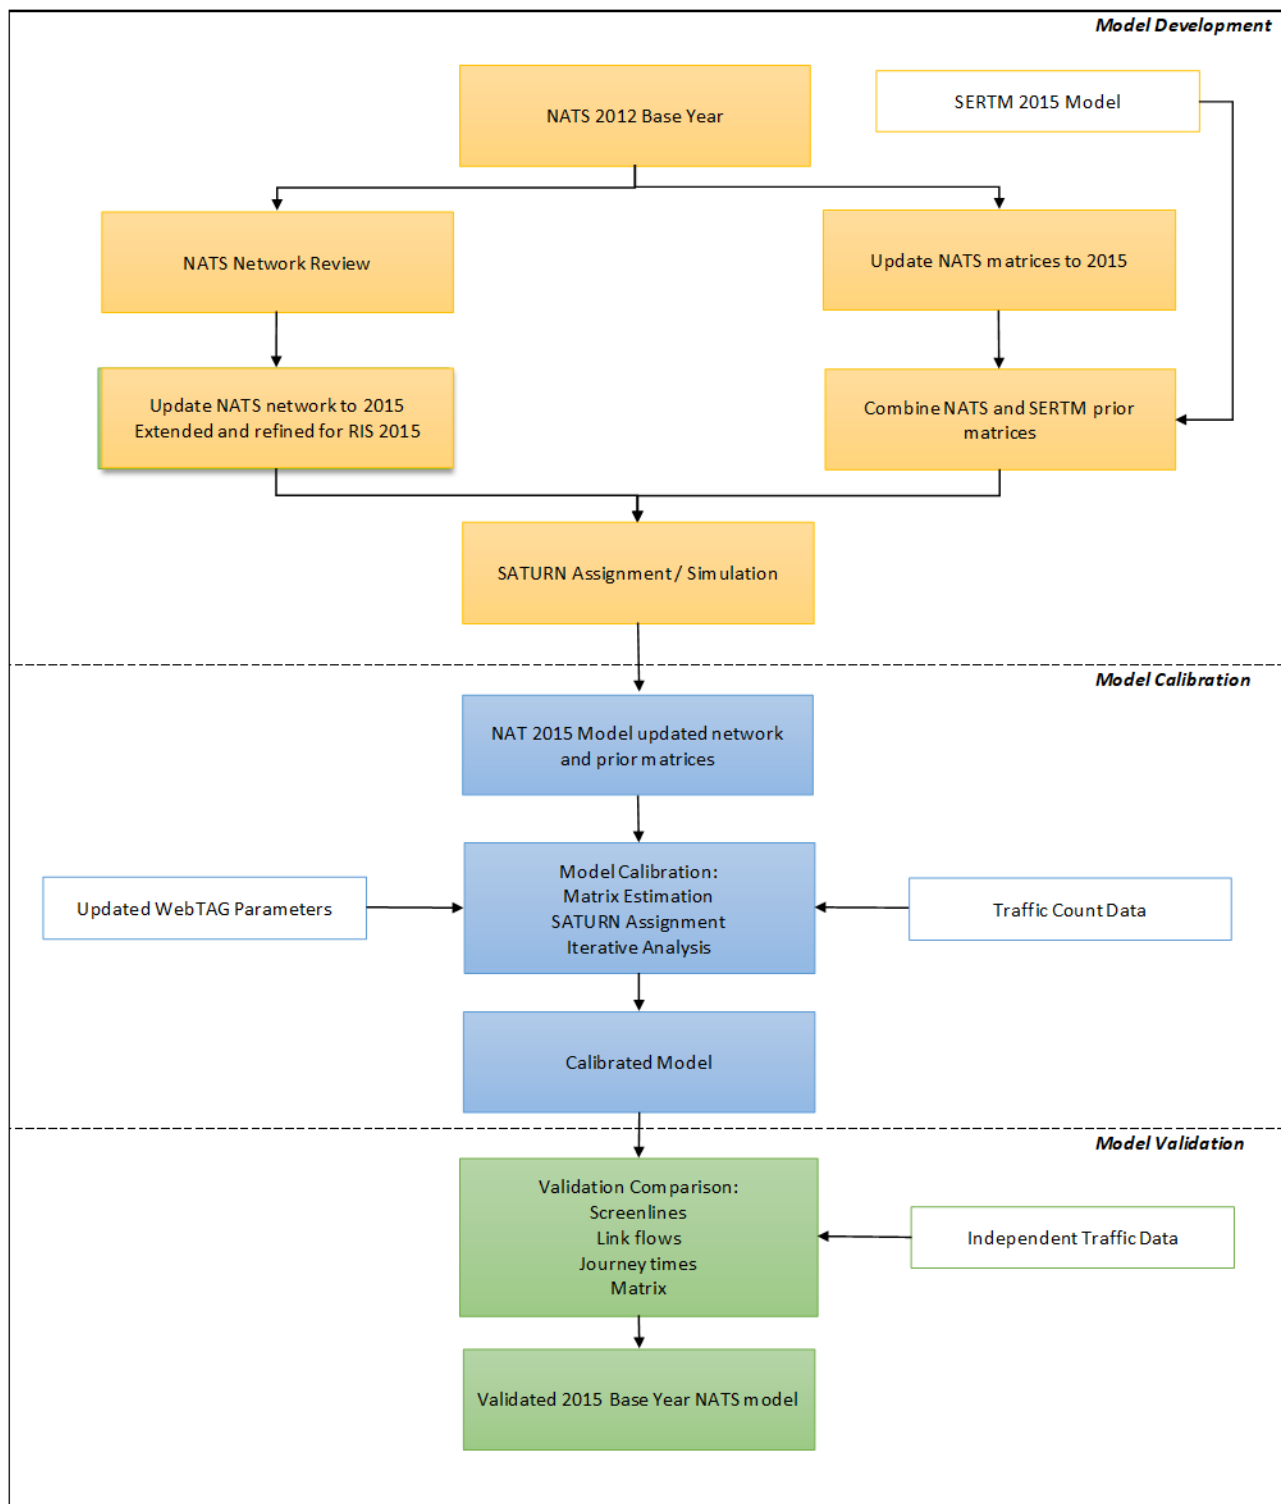 Model Development
NATS 2012 Base Year
SERTM 2015 Model
NATS Network Review
Update NATS matrices to 2015
Update NATS network to 2015
Extended and refined for RIS 2015
Combine NATS and SERTM prior
matrices
SATURN Assignment / Simulation
Model Calibration
NAT 2015 Model updated network
and prior matrices
Updated WebTAG Parameters
Model Calibration:
Matrix Estimation
SATURN Assignment
Iterative Analysis
Traffic Count Data
Calibrated Model
Model Validation
Validation Comparison:
Screenlines
Link flows
Journey times
Matrix
Independent Traffic Data
Validated 2015 Base Year NATS model